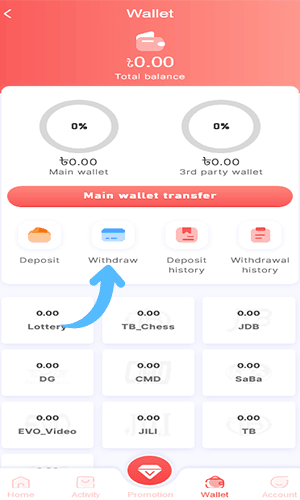 Wallet
৳0.00
Total balance
0%
0%
৳0.00
৳0.00
Main wallet
3rd party wallet
Main wallet transfer
Deposit
Withdraw
Deposit history
Withdrawal history
0.00
0.00
0.00
Lottery
TB_Chess
JDB
0.00
0.00
0.00
DG
CMD
SaBa
0.00
0.00
0.00
EVO_Video
JILI
TB
Home
Activity
Promotion
Wallet
Account